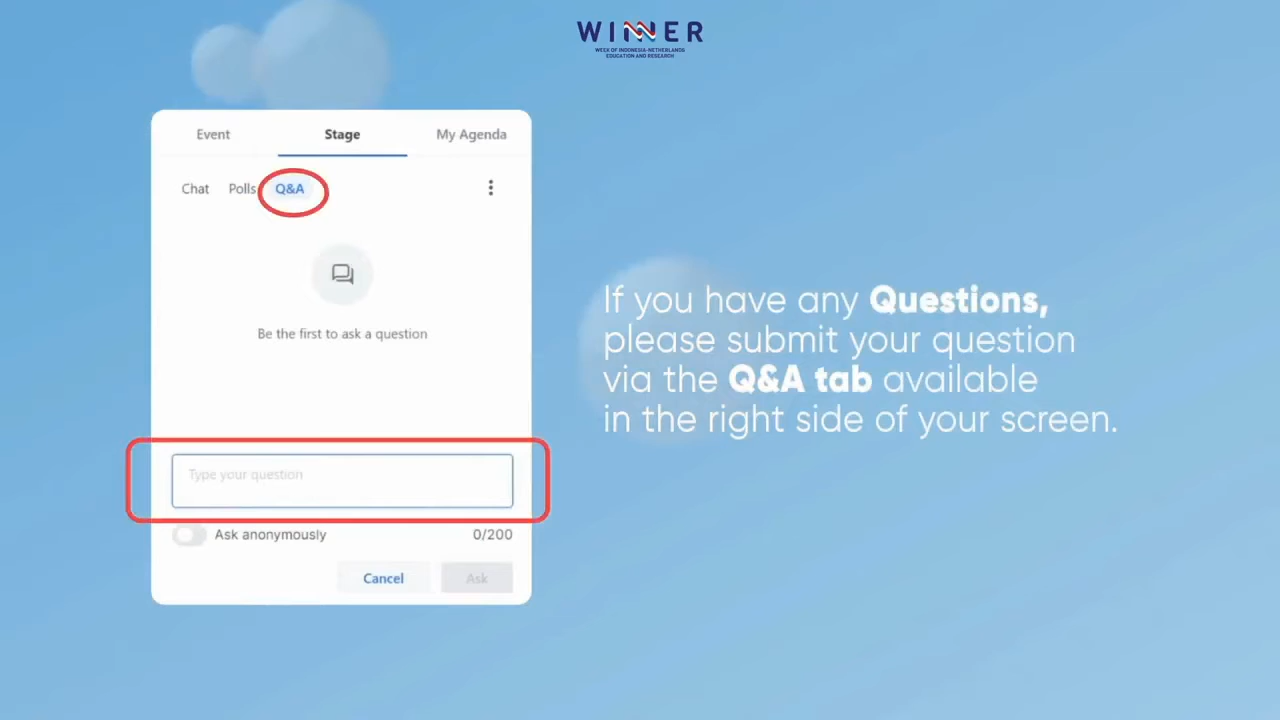 WINNER
WEEK OF INDONESIA-NETHERLANDS
EDUCATION AND RESEARCH
Event Stage My Agenda
Chat Polls Q&A
Be the first to ask a question
Type your question
Ask anonymously 0/200
Cancel Ask
If you have any Questions,
please submit your question
via the Q&A tab available
in the right side of your screen.